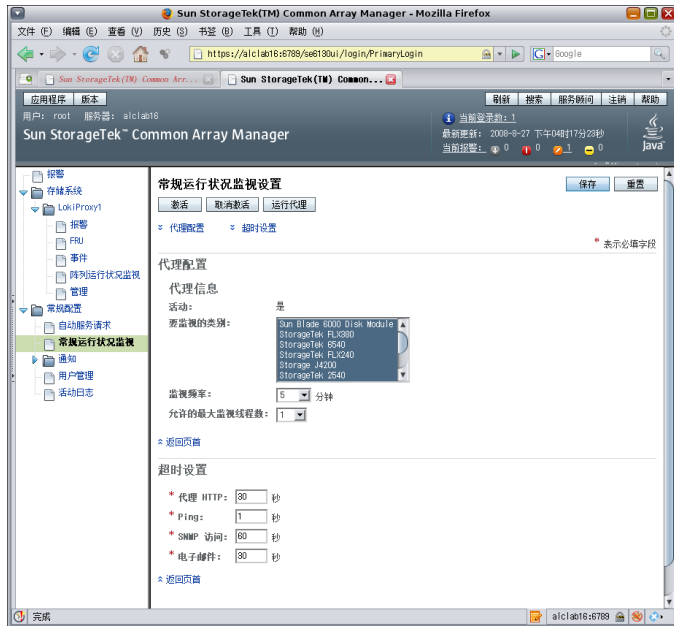 Sun StorageTek(TM) Common Array Manager - Mozilla Firefox
文件 (F) 编辑 (E) 查看 (V) 历史 (S) 书签 (B) 工具 (T) 帮助 (H)
https://alclab16:6789/se6130ui/login/PrimaryLogin
Google
Sun StorageTek(TM) Common Arr...
Sun StorageTek(TM) Common...
应用程序 版本
刷新 搜索 服务顾问 注销 帮助
用户: root 服务器: alclab16
当前登录数: 1
Sun StorageTek™ Common Array Manager
最新更新: 2008-8-27 下午04时17分23秒
当前报警: 0 0 1 0
Java
报警
存储系统
LokiProxy1
报警
FRU
事件
阵列运行状况监视
管理
常规配置
自动服务请求
常规运行状况监视
通知
用户管理
活动日志
常规运行状况监视设置
保存 重置
激活 取消激活 运行代理
代理配置 超时设置
* 表示必填字段
代理配置
代理信息
活动: 是
要监视的类别:
Sun Blade 6000 Disk Module
StorageTek FLX380
StorageTek 6540
StorageTek FLX240
Storage J4200
StorageTek 2540
监视频率: 5 分钟
允许的最大监视线程数: 1
返回页首
超时设置
* 代理 HTTP: 30 秒
* Ping: 1 秒
* SNMP 访问: 60 秒
* 电子邮件: 30 秒
返回页首
完成
alclab16:6789